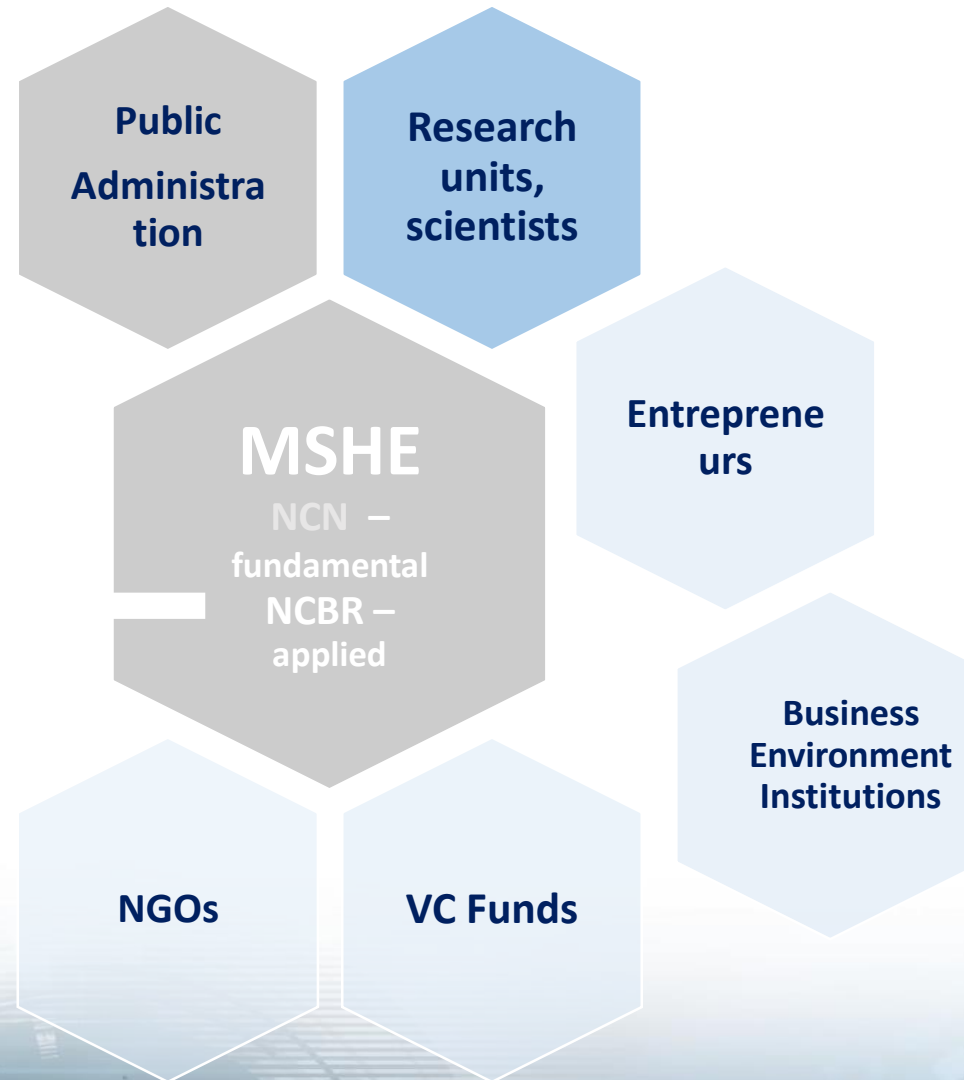 Public
Administra
tion
Research
units,
scientists
Entreprene
urs
MSHE
NCN –
fundamental
NCBR –
applied
Business
Environment
Institutions
NGOs
VC Funds